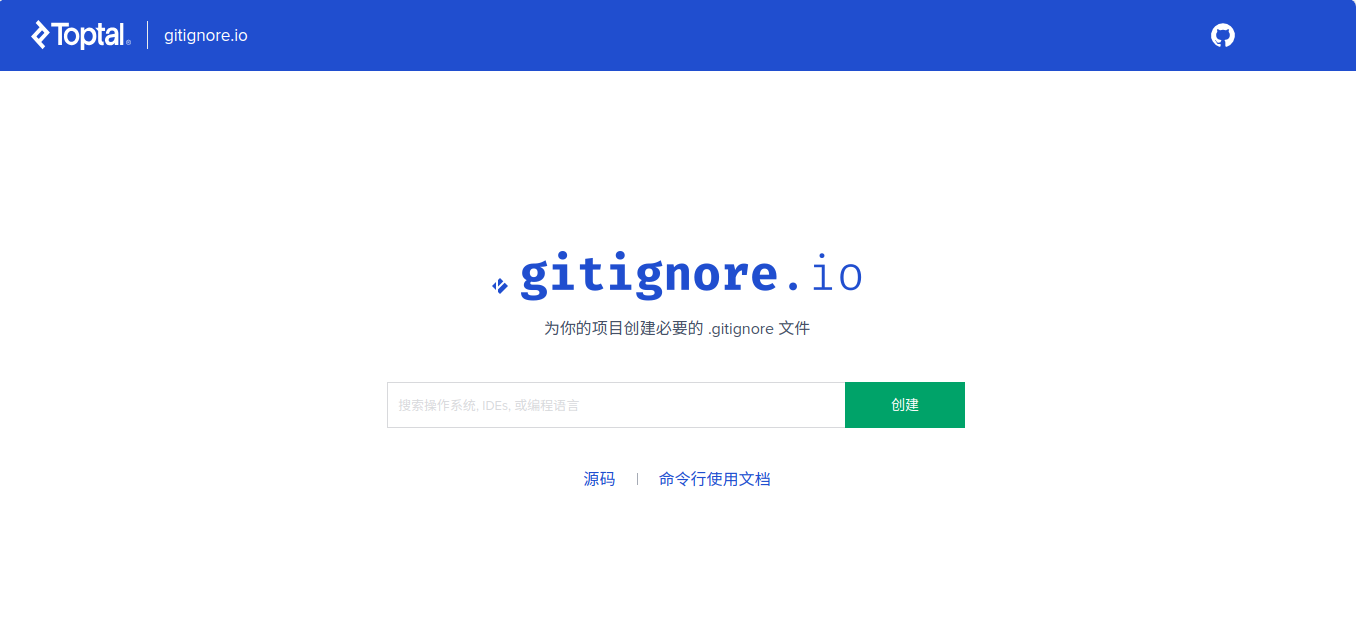 Toptal®
gitignore.io
.gitignore.io
为你的项目创建必要的 .gitignore 文件
搜索操作系统, IDEs, 或编程语言
创建
源码
命令行使用文档